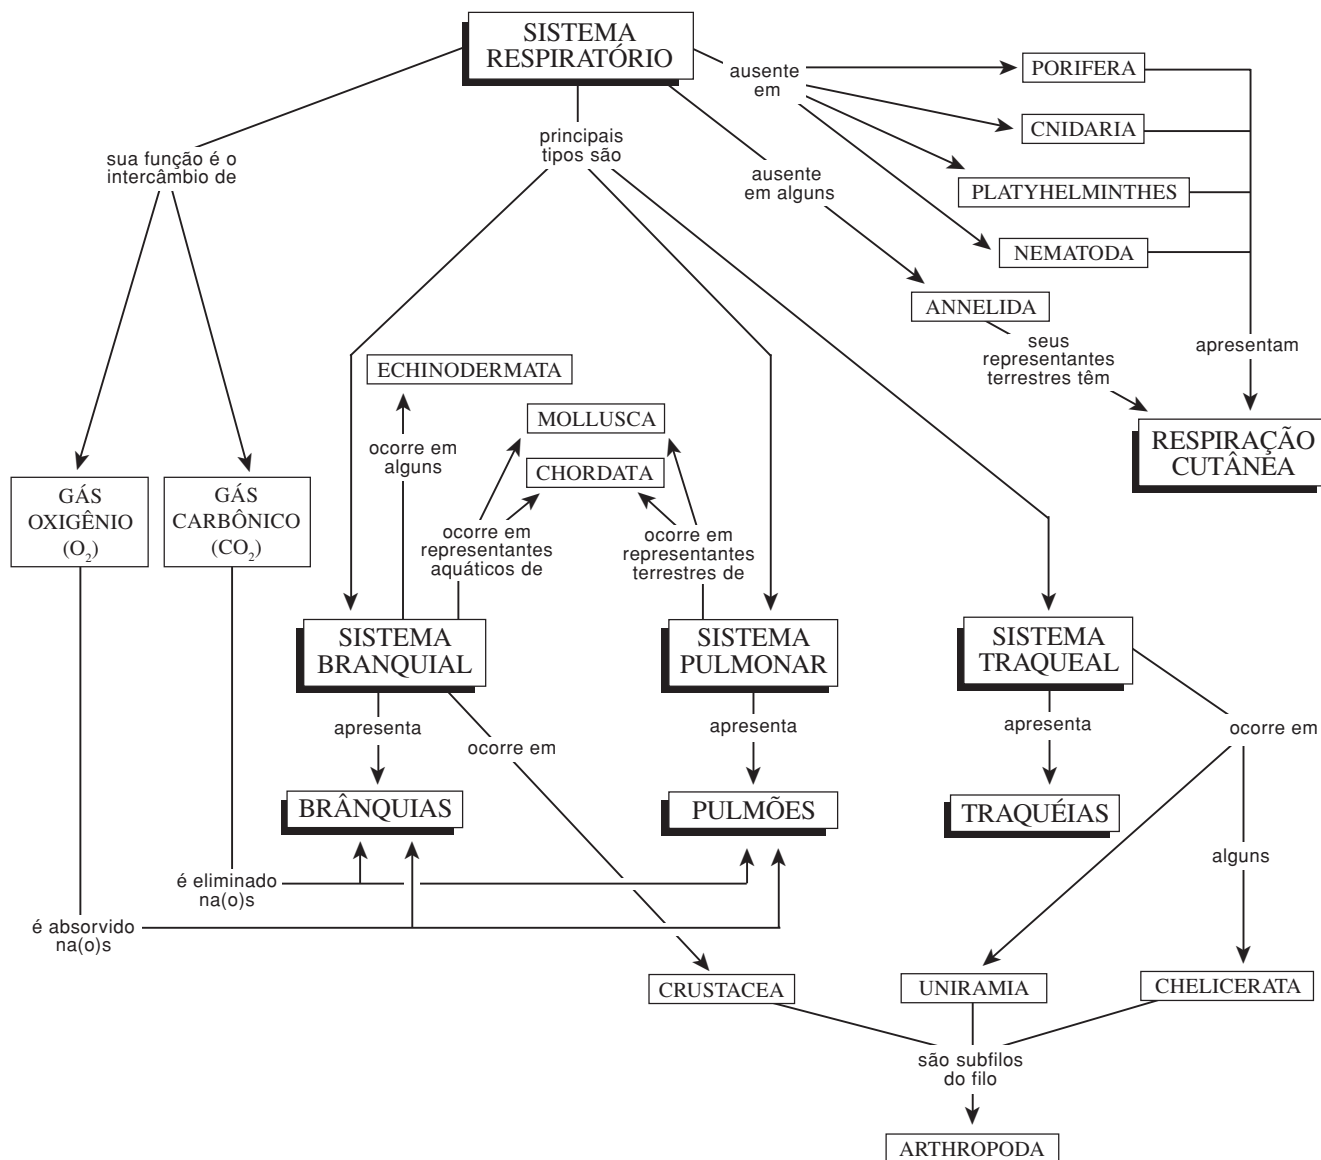 SISTEMA
RESPIRATÓRIO
ausente
em
PORIFERA
CNIDARIA
PLATYHELMINTHES
NEMATODA
principais
tipos são
sua função é o
intercâmbio de
ausente
em alguns
ANNELIDA
seus
representantes
terrestres têm
apresentam
RESPIRAÇÃO
CUTÂNEA
ECHINODERMATA
MOLLUSCA
CHORDATA
ocorre em
alguns
GÁS
OXIGÊNIO
(O₂)
GÁS
CARBÔNICO
(CO₂)
ocorre em
representantes
aquáticos de
ocorre em
representantes
terrestres de
SISTEMA
BRANQUIAL
SISTEMA
PULMONAR
SISTEMA
TRAQUEAL
apresenta
ocorre em
apresenta
apresenta
ocorre em
BRÂNQUIAS
PULMÕES
TRAQUÉIAS
alguns
é eliminado
na(o)s
é absorvido
na(o)s
CRUSTACEA
UNIRAMIA
CHELICERATA
são subfilos
do filo
ARTHROPODA